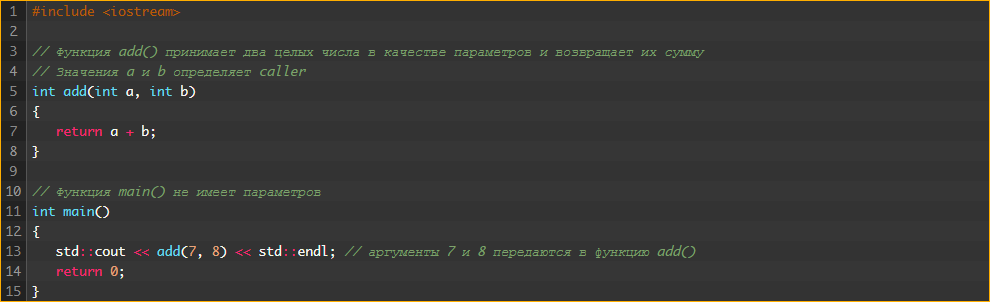 1 #include <iostream>
2
3 // Функция add() принимает два целых числа в качестве параметров и возвращает их сумму
4 // Значения a и b определяет caller
5 int add(int a, int b)
6 {
7    return a + b;
8 }
9
10 // Функция main() не имеет параметров
11 int main()
12 {
13    std::cout << add(7, 8) << std::endl; // аргументы 7 и 8 передаются в функцию add()
14    return 0;
15 }